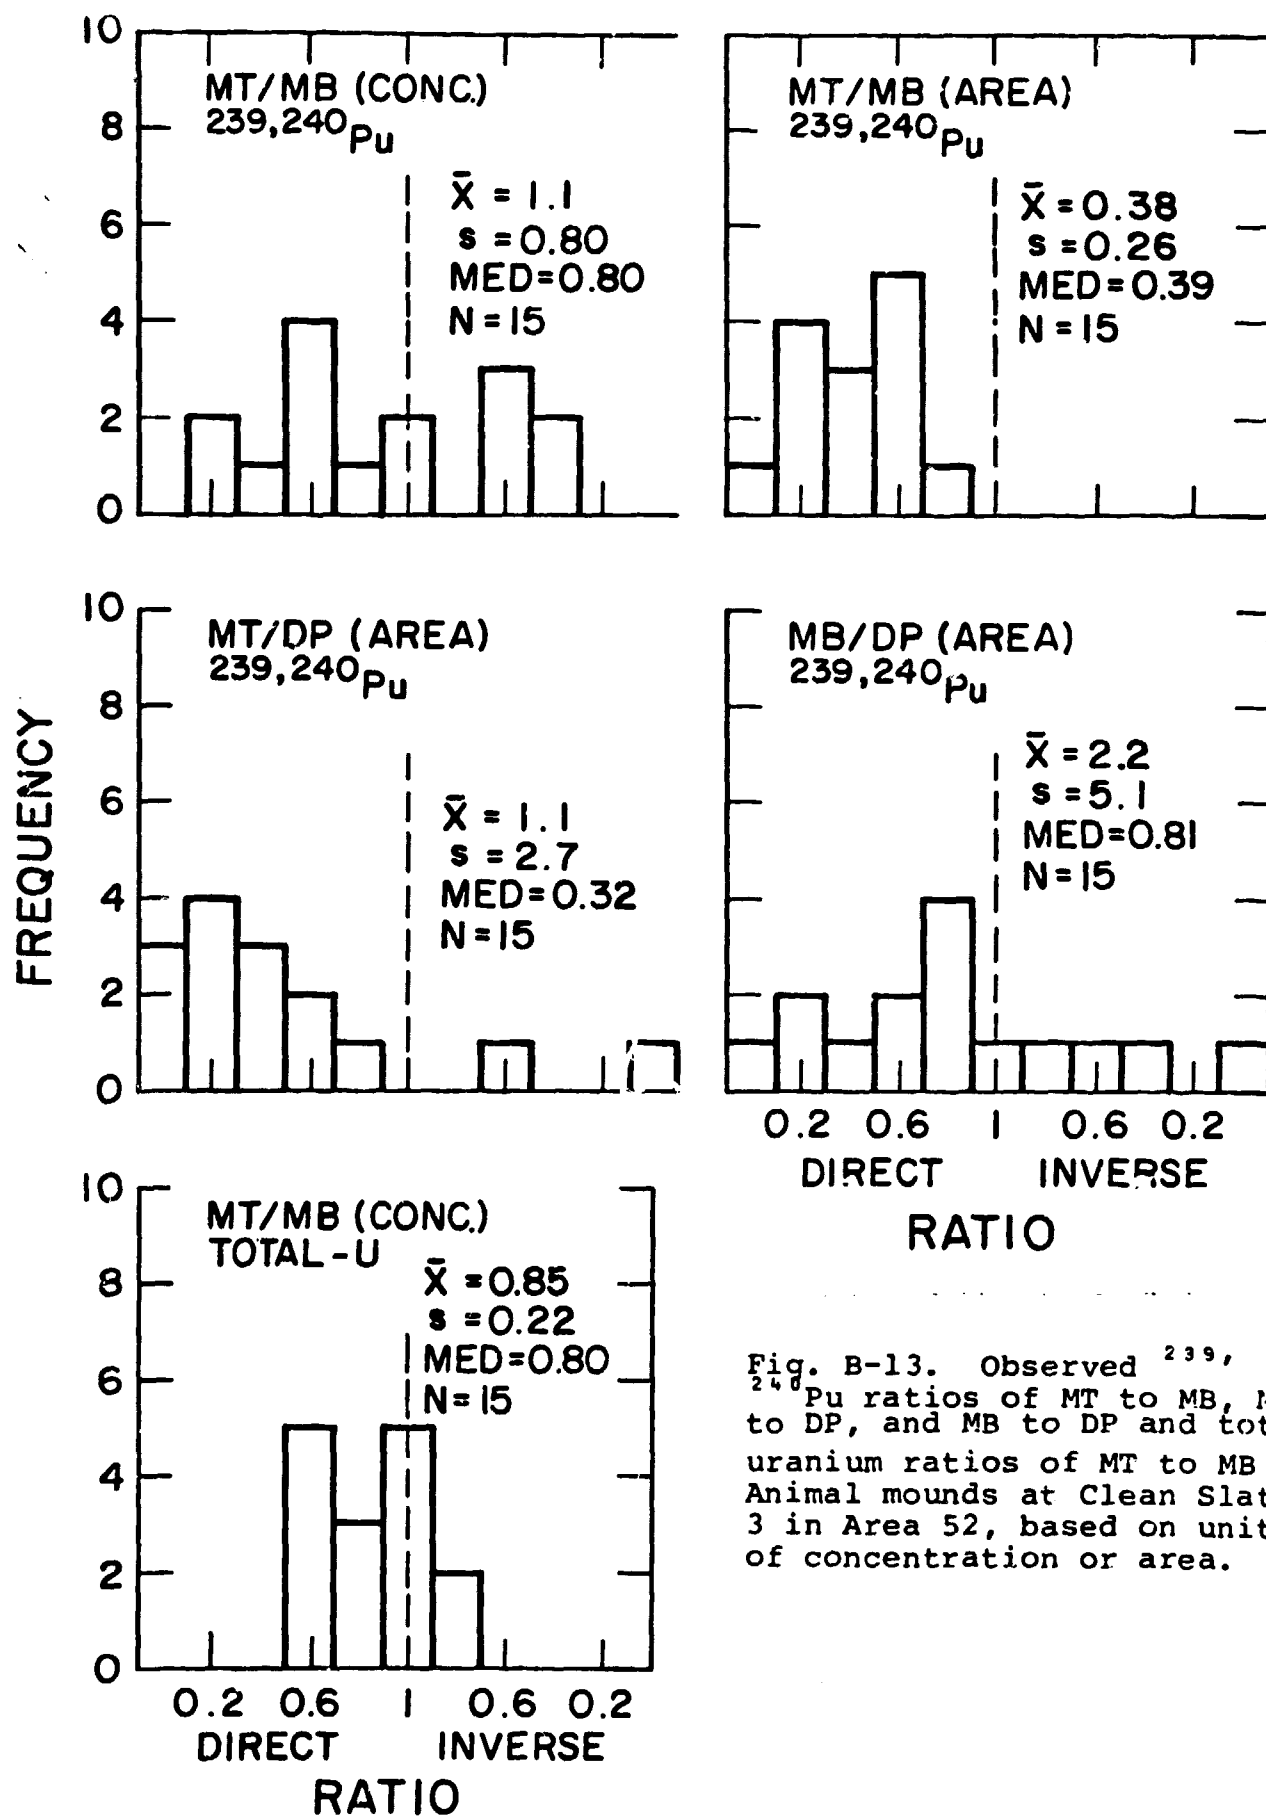 10
8
6
4
2
0
MT/MB (CONC.)
239,240Pu
X̄ = 1.1
s = 0.80
MED=0.80
N=15
MT/MB (AREA)
239,240Pu
X̄ =0.38
s =0.26
MED=0.39
N=15
FREQUENCY
10
8
6
4
2
0
MT/DP (AREA)
239,240Pu
X̄ = 1.1
s = 2.7
MED=0.32
N=15
MB/DP (AREA)
239,240Pu
X̄ =2.2
s =5.1
MED=0.81
N=15
0.2 0.6 1 0.6 0.2
DIRECT INVERSE
RATIO
10
8
6
4
2
0
MT/MB (CONC.)
TOTAL-U
X̄ =0.85
s =0.22
MED=0.80
N=15
0.2 0.6 1 0.6 0.2
DIRECT INVERSE
RATIO
Fig. B-13. Observed 239,
240Pu ratios of MT to MB,
to DP, and MB to DP and tot
uranium ratios of MT to MB
Animal mounds at Clean Slat
3 in Area 52, based on unit
of concentration or area.